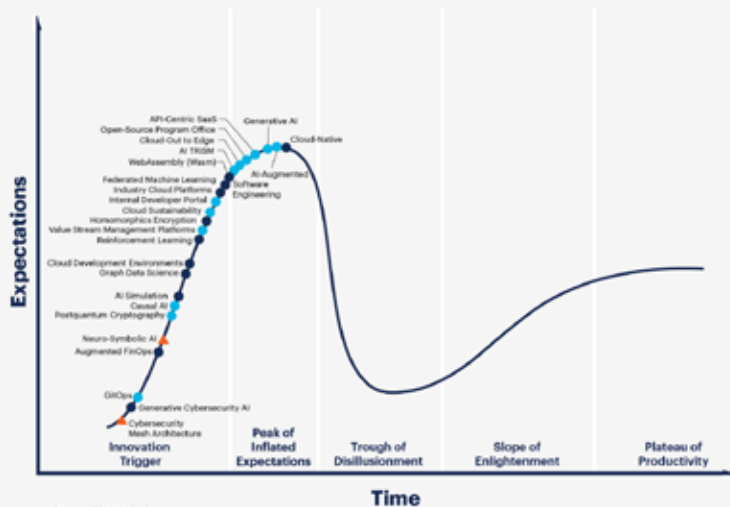 API-Centric SaaS
Generative AI
Open-Source Program Office
Cloud-Out to Edge
Cloud-Native
AI TRiSM
WebAssembly (Wasm)
AI-Augmented
Software
Engineering
Federated Machine Learning
Industry Cloud Platforms
Internal Developer Portal
Cloud Sustainability
Homomorphics Encryption
Value Stream Management Platforms
Reinforcement Learning
Cloud Development Environments
Graph Data Science
AI Simulation
Causal AI
Postquantum Cryptography
Neuro-Symbolic AI
Augmented FinOps
GitOps
Generative Cybersecurity AI
Cybersecurity
Mesh Architecture
Expectations
Innovation
Trigger
Peak of
Inflated
Expectations
Trough of
Disillusionment
Slope of
Enlightenment
Plateau of
Productivity
Time